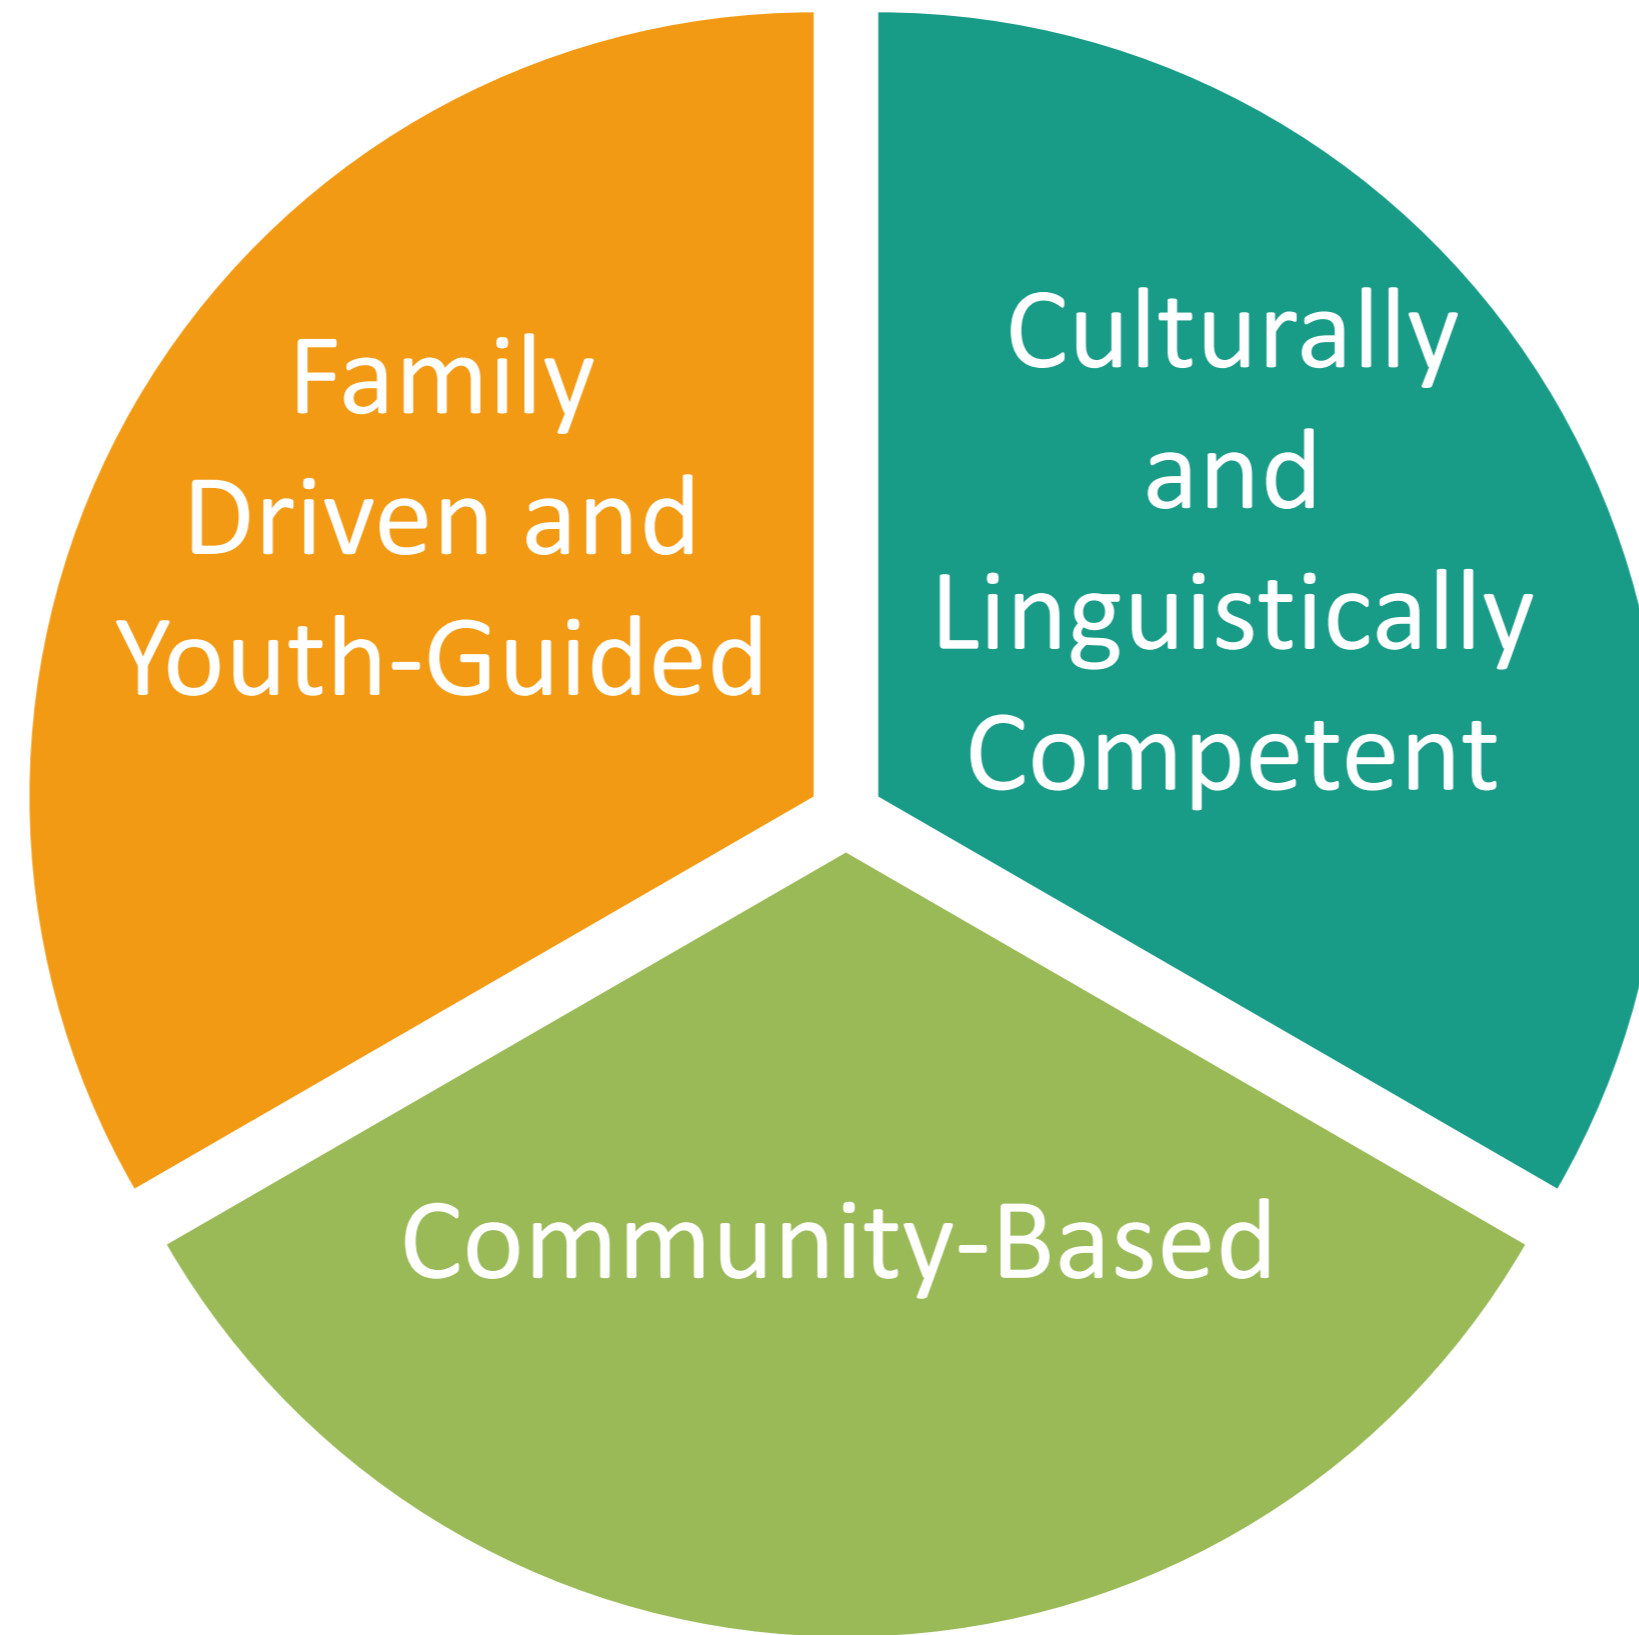 Family
Driven and
Youth-Guided
Culturally
and
Linguistically
Competent
Community-Based